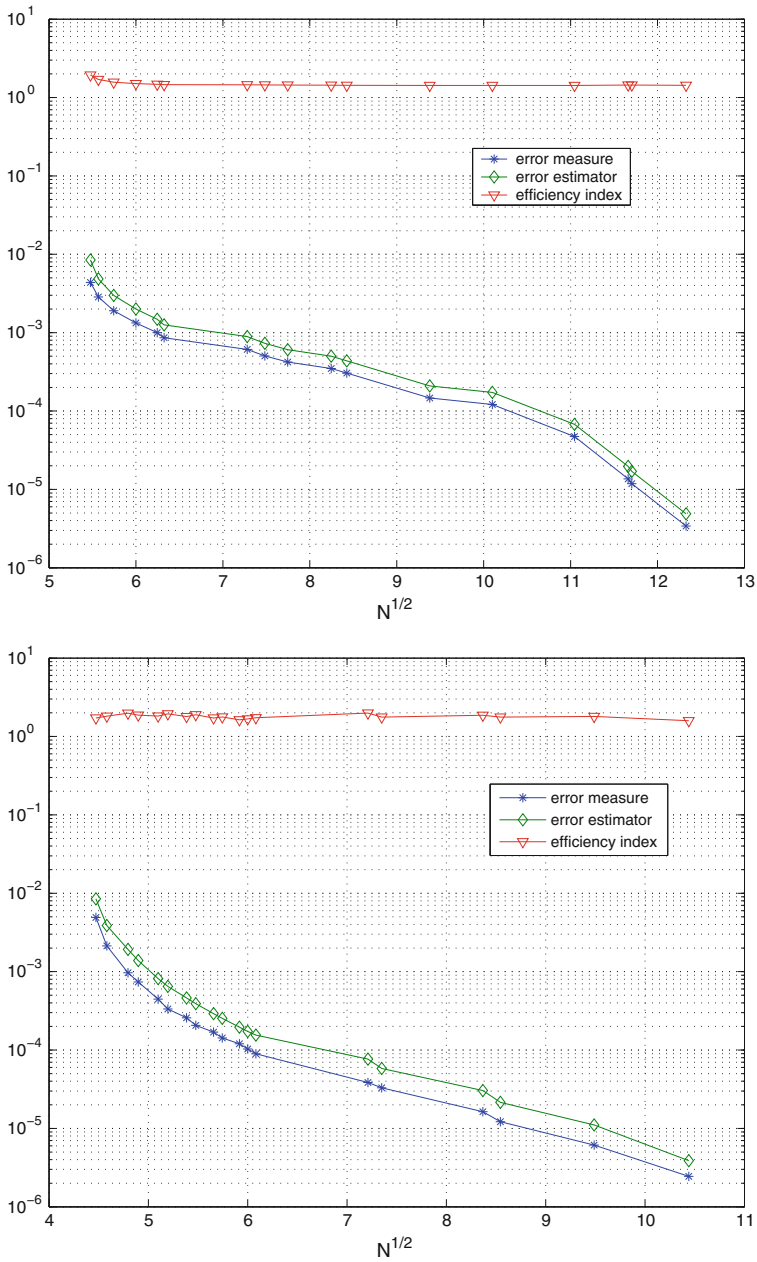 10^1
10^0
10^−1
10^−2
10^−3
10^−4
10^−5
10^−6
error measure
error estimator
efficiency index
5 6 7 8 9 10 11 12 13
N^1/2
10^1
10^0
10^−1
10^−2
10^−3
10^−4
10^−5
10^−6
error measure
error estimator
efficiency index
4 5 6 7 8 9 10 11
N^1/2